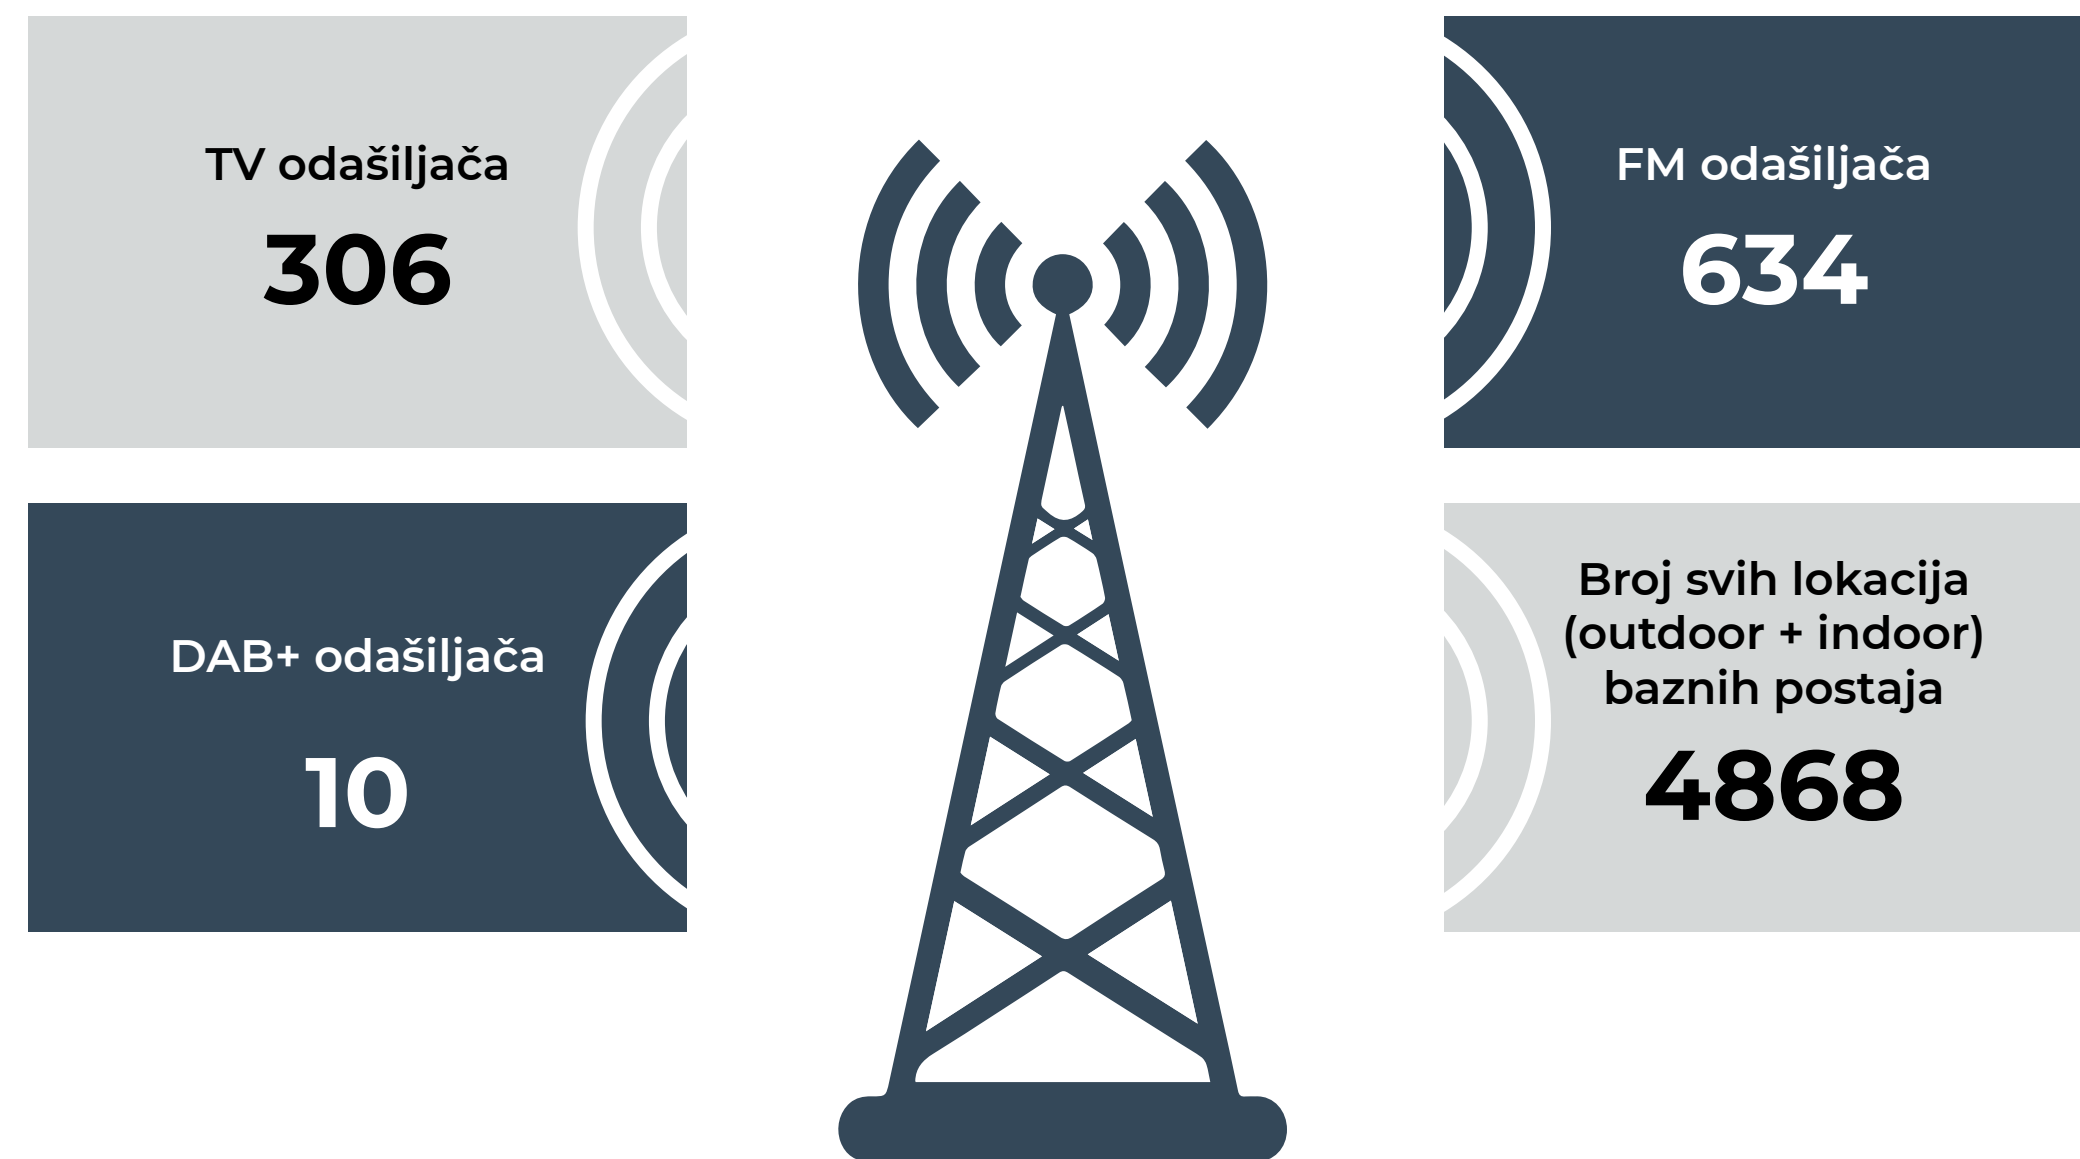 TV odašiljača
306
FM odašiljača
634
DAB+ odašiljača
10
Broj svih lokacija
(outdoor + indoor)
baznih postaja
4868